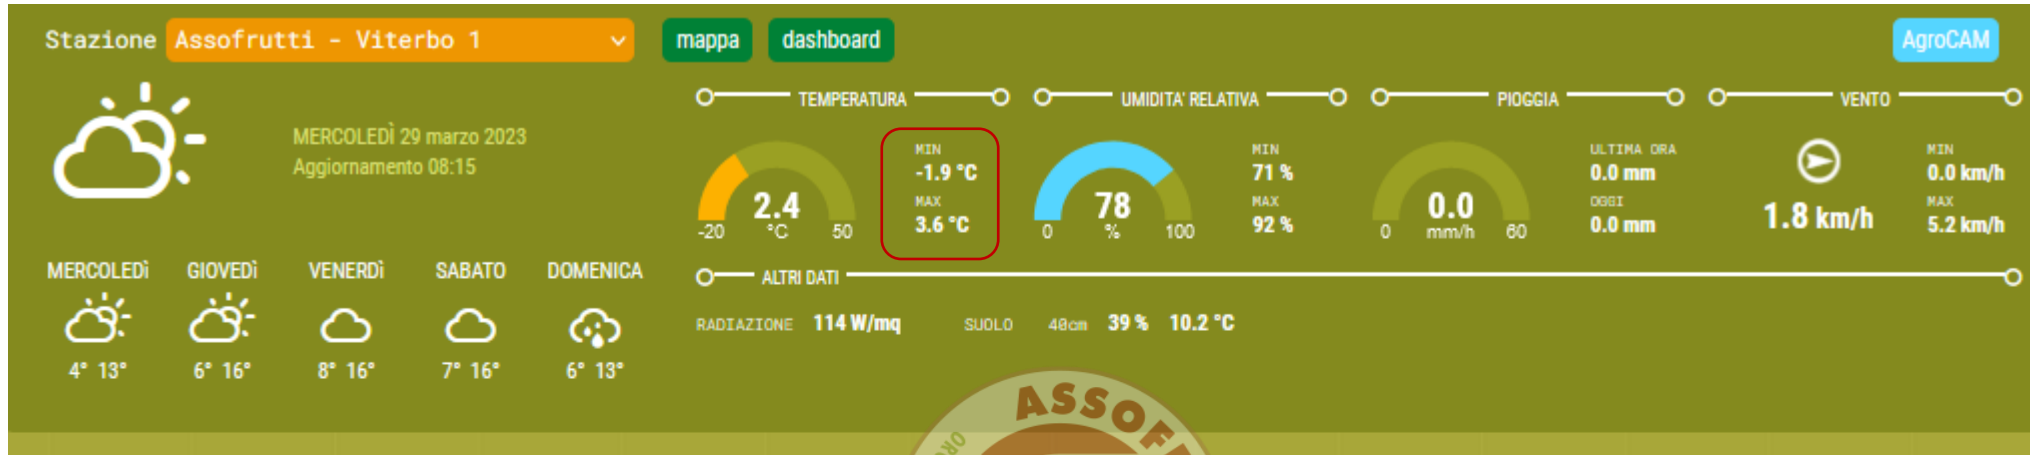 Stazione Assofrutti - Viterbo 1 mappa dashboard AgroCAM
MERCOLEDÌ 29 marzo 2023
Aggiornamento 08:15
TEMPERATURA
2.4
°C
-20 50
MIN
-1.9 °C
MAX
3.6 °C
UMIDITA' RELATIVA
78
%
0 100
MIN
71 %
MAX
92 %
PIOGGIA
0.0
mm/h
0 60
ULTIMA ORA
0.0 mm
OGGI
0.0 mm
VENTO
1.8 km/h
MIN
0.0 km/h
MAX
5.2 km/h
MERCOLEDÌ GIOVEDÌ VENERDÌ SABATO DOMENICA
4° 13° 6° 16° 8° 16° 7° 16° 6° 13°
ALTRI DATI
RADIAZIONE 114 W/mq SUOLO 40cm 39 % 10.2 °C
ASSOF